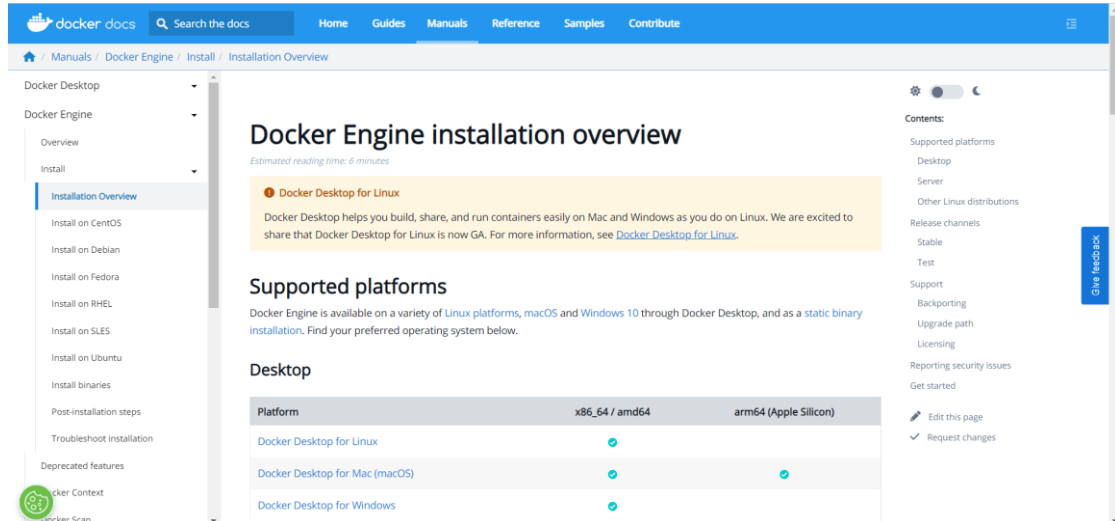 docker docs Search the docs Home Guides Manuals Reference Samples Contribute
/ Manuals / Docker Engine / Install / Installation Overview
Docker Desktop
Docker Engine
Overview
Install
Installation Overview
Install on CentOS
Install on Debian
Install on Fedora
Install on RHEL
Install on SLES
Install on Ubuntu
Install binaries
Post-installation steps
Troubleshoot installation
Deprecated features
cker Context
Docker Scan
Docker Engine installation overview
Estimated reading time: 6 minutes
Docker Desktop for Linux
Docker Desktop helps you build, share, and run containers easily on Mac and Windows as you do on Linux. We are excited to
share that Docker Desktop for Linux is now GA. For more information, see Docker Desktop for Linux.
Supported platforms
Docker Engine is available on a variety of Linux platforms, macOS and Windows 10 through Docker Desktop, and as a static binary
installation. Find your preferred operating system below.
Desktop
Platform x86_64 / amd64 arm64 (Apple Silicon)
Docker Desktop for Linux
Docker Desktop for Mac (macOS)
Docker Desktop for Windows
Contents:
Supported platforms
Desktop
Server
Other Linux distributions
Release channels
Stable
Test
Support
Backporting
Upgrade path
Licensing
Reporting security issues
Get started
Edit this page
Request changes
Give feedback